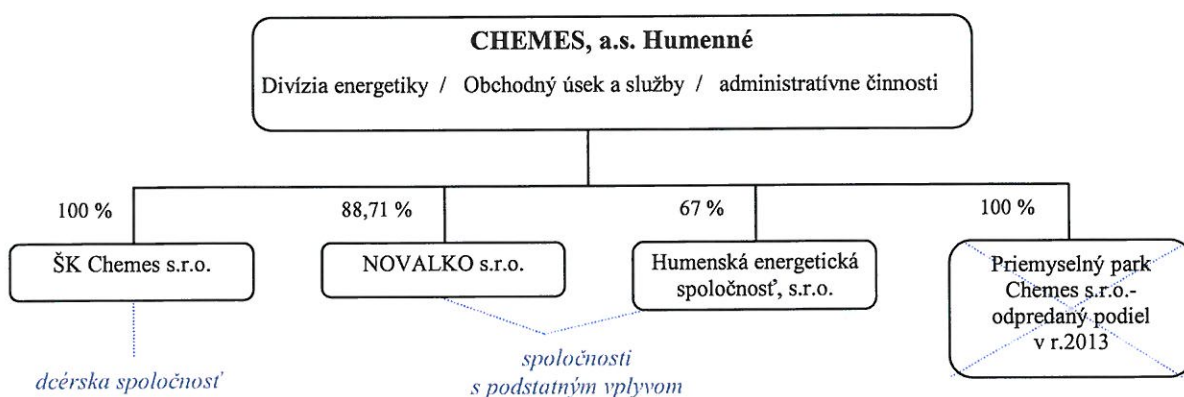 CHEMES, a.s. Humenné
Divízia energetiky / Obchodný úsek a služby / administratívne činnosti
100 %
88,71 %
67 %
100 %
ŠK Chemes s.r.o.
NOVALKO s.r.o.
Humenská energetická
spoločnosť, s.r.o.
Priemyselný park
Chemes s.r.o.-
odpredaný podiel
v r.2013
dcérska spoločnosť
spoločnosti
s podstatným vplyvom